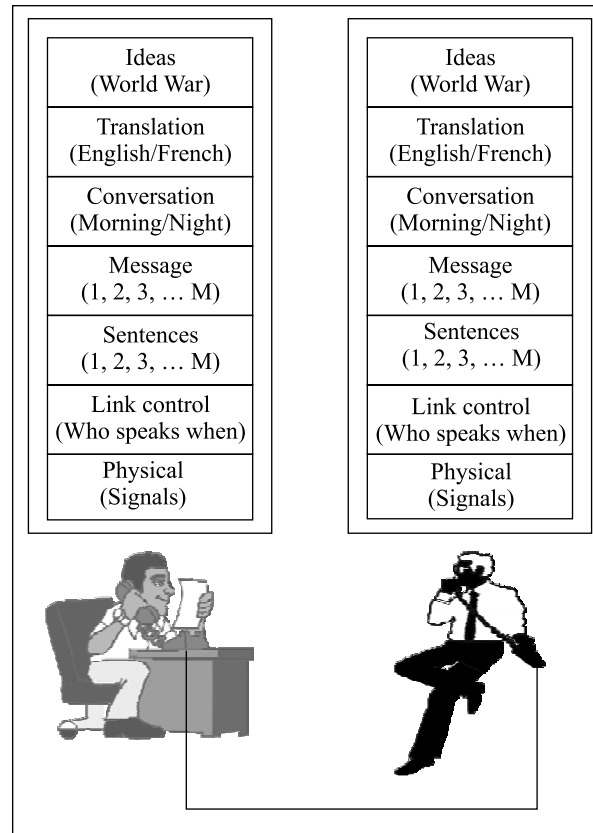 Ideas
(World War)
Translation
(English/French)
Conversation
(Morning/Night)
Message
(1, 2, 3, … M)
Sentences
(1, 2, 3, … M)
Link control
(Who speaks when)
Physical
(Signals)
Ideas
(World War)
Translation
(English/French)
Conversation
(Morning/Night)
Message
(1, 2, 3, … M)
Sentences
(1, 2, 3, … M)
Link control
(Who speaks when)
Physical
(Signals)